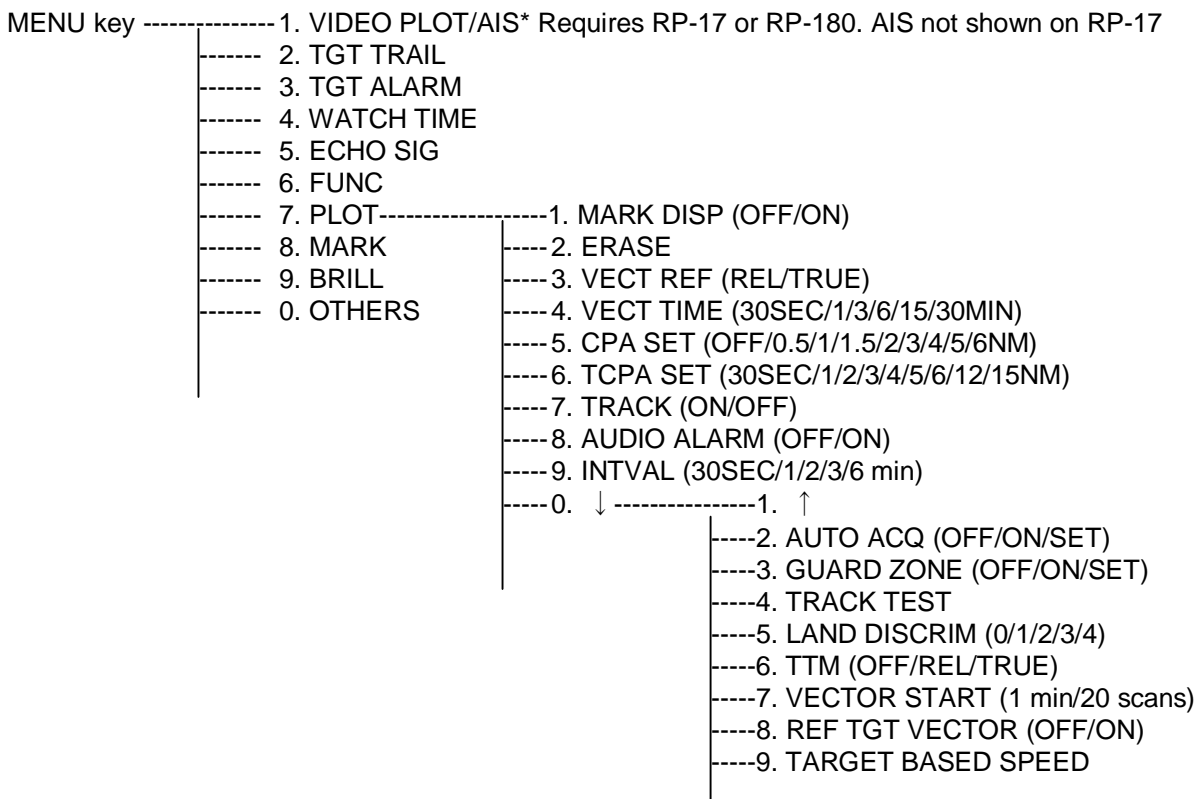 MENU key ---------------1. VIDEO PLOT/AIS* Requires RP-17 or RP-180. AIS not shown on RP-17
------- 2. TGT TRAIL
------- 3. TGT ALARM
------- 4. WATCH TIME
------- 5. ECHO SIG
------- 6. FUNC
------- 7. PLOT-------------------1. MARK DISP (OFF/ON)
------- 8. MARK -----2. ERASE
------- 9. BRILL -----3. VECT REF (REL/TRUE)
------- 0. OTHERS -----4. VECT TIME (30SEC/1/3/6/15/30MIN)
-----5. CPA SET (OFF/0.5/1/1.5/2/3/4/5/6NM)
-----6. TCPA SET (30SEC/1/2/3/4/5/6/12/15NM)
-----7. TRACK (ON/OFF)
-----8. AUDIO ALARM (OFF/ON)
-----9. INTVAL (30SEC/1/2/3/6 min)
-----0. ↓ ----------------1. ↑
-----2. AUTO ACQ (OFF/ON/SET)
-----3. GUARD ZONE (OFF/ON/SET)
-----4. TRACK TEST
-----5. LAND DISCRIM (0/1/2/3/4)
-----6. TTM (OFF/REL/TRUE)
-----7. VECTOR START (1 min/20 scans)
-----8. REF TGT VECTOR (OFF/ON)
-----9. TARGET BASED SPEED